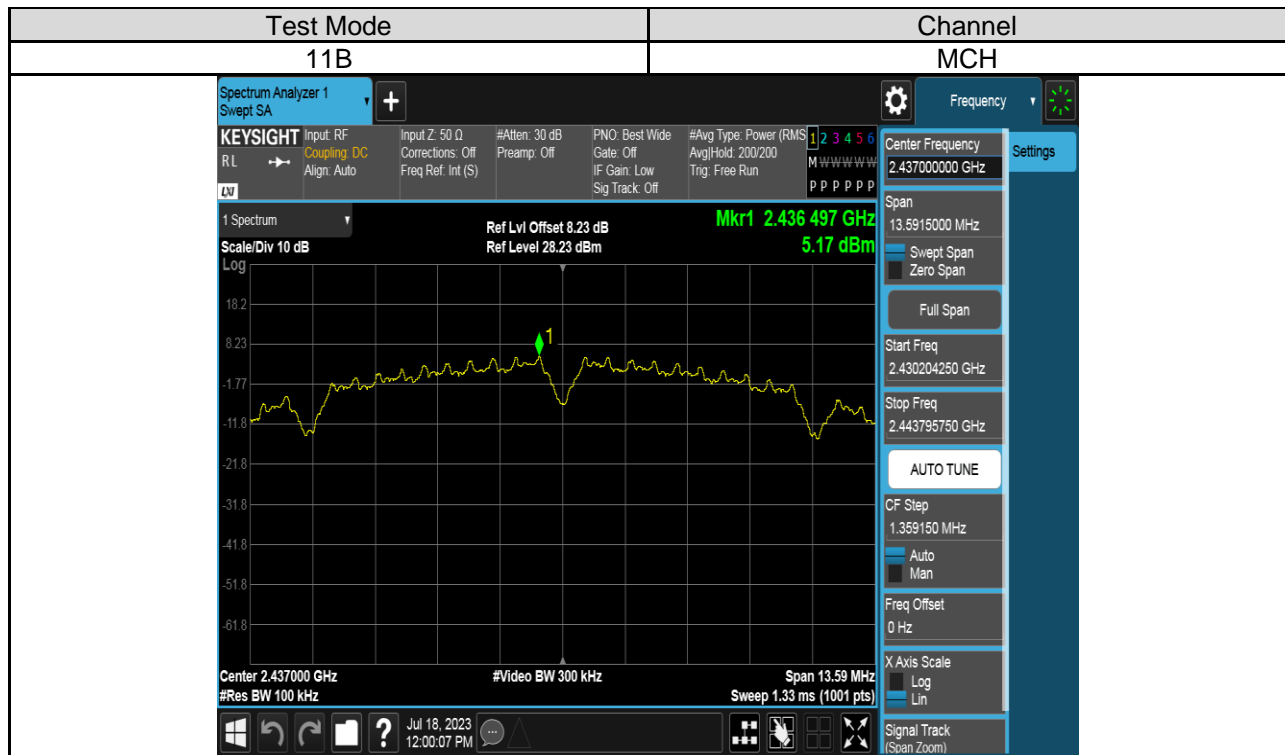 Test Mode Channel
11B MCH
Spectrum Analyzer 1
Swept SA
+
Frequency
KEYSIGHT
RL
LXI
Input: RF
Coupling: DC
Align: Auto
Input Z: 50 Ω
Corrections: Off
Freq Ref: Int (S)
#Atten: 30 dB
Preamp: Off
PNO: Best Wide
Gate: Off
IF Gain: Low
Sig Track: Off
#Avg Type: Power (RMS
Avg|Hold: 200/200
Trig: Free Run
1 2 3 4 5 6
M W W W W W
P P P P P P
1 Spectrum
Scale/Div 10 dB
Log
Ref Lvl Offset 8.23 dB
Ref Level 28.23 dBm
Mkr1 2.436 497 GHz
5.17 dBm
18.2
8.23
-1.77
-11.8
-21.8
-31.8
-41.8
-51.8
-61.8
1
Center 2.437000 GHz
#Res BW 100 kHz
#Video BW 300 kHz
Span 13.59 MHz
Sweep 1.33 ms (1001 pts)
?
Jul 18, 2023
12:00:07 PM
Center Frequency
2.437000000 GHz
Settings
Span
13.5915000 MHz
Swept Span
Zero Span
Full Span
Start Freq
2.430204250 GHz
Stop Freq
2.443795750 GHz
AUTO TUNE
CF Step
1.359150 MHz
Auto
Man
Freq Offset
0 Hz
X Axis Scale
Log
Lin
Signal Track
(Span Zoom)